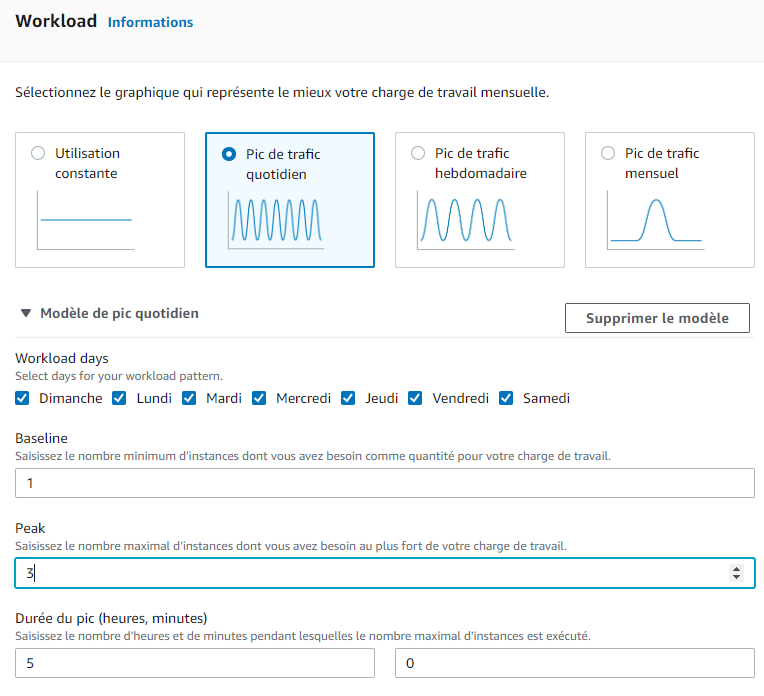 Workload Informations
Sélectionnez le graphique qui représente le mieux votre charge de travail mensuelle.
Utilisation
constante
Pic de trafic
quotidien
Pic de trafic
hebdomadaire
Pic de trafic
mensuel
Modèle de pic quotidien
Supprimer le modèle
Workload days
Select days for your workload pattern.
Dimanche Lundi Mardi Mercredi Jeudi Vendredi Samedi
Baseline
Saisissez le nombre minimum d'instances dont vous avez besoin comme quantité pour votre charge de travail.
1
Peak
Saisissez le nombre maximal d'instances dont vous avez besoin au plus fort de votre charge de travail.
3
Durée du pic (heures, minutes)
Saisissez le nombre d'heures et de minutes pendant lesquelles le nombre maximal d'instances est exécuté.
5 0